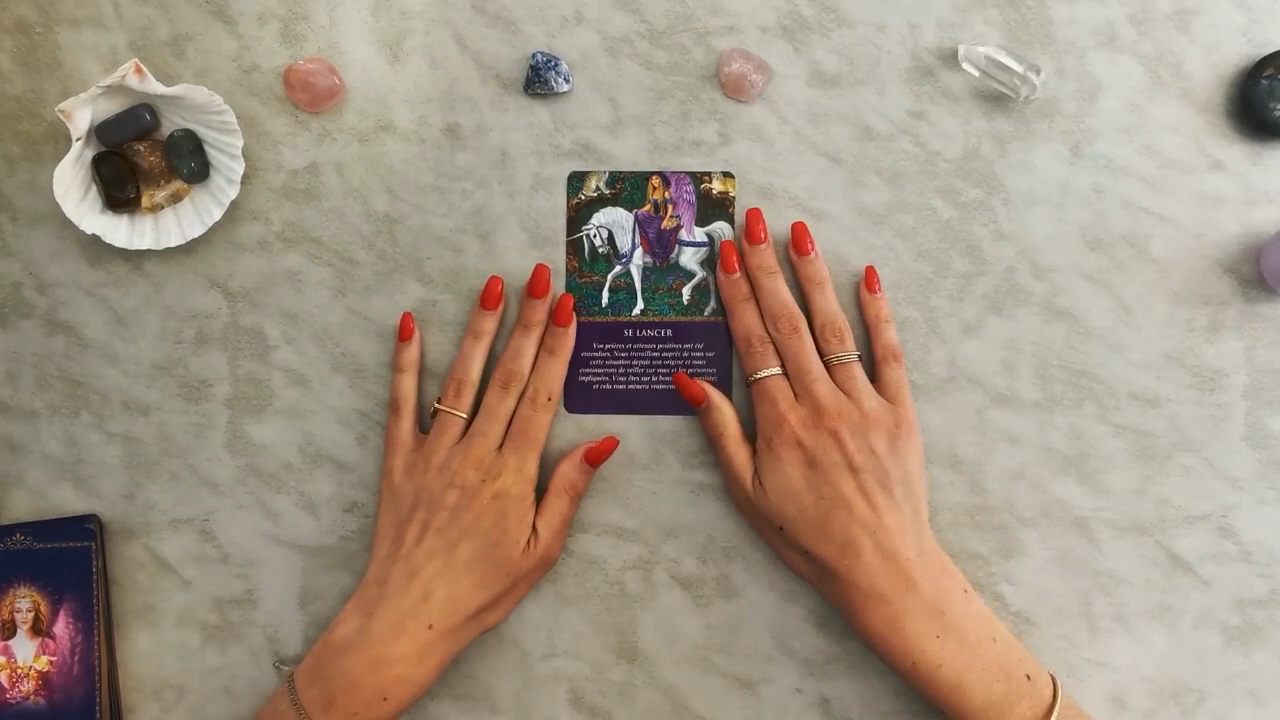 SE LANCER
Vos prières et attentes positives ont été
entendues. Nous travaillons auprès de vous sur
cette situation depuis son origine et nous
continuerons de veiller sur vous et les personnes
impliquées. Vous êtes sur la bonne persistez
et cela vous mènera